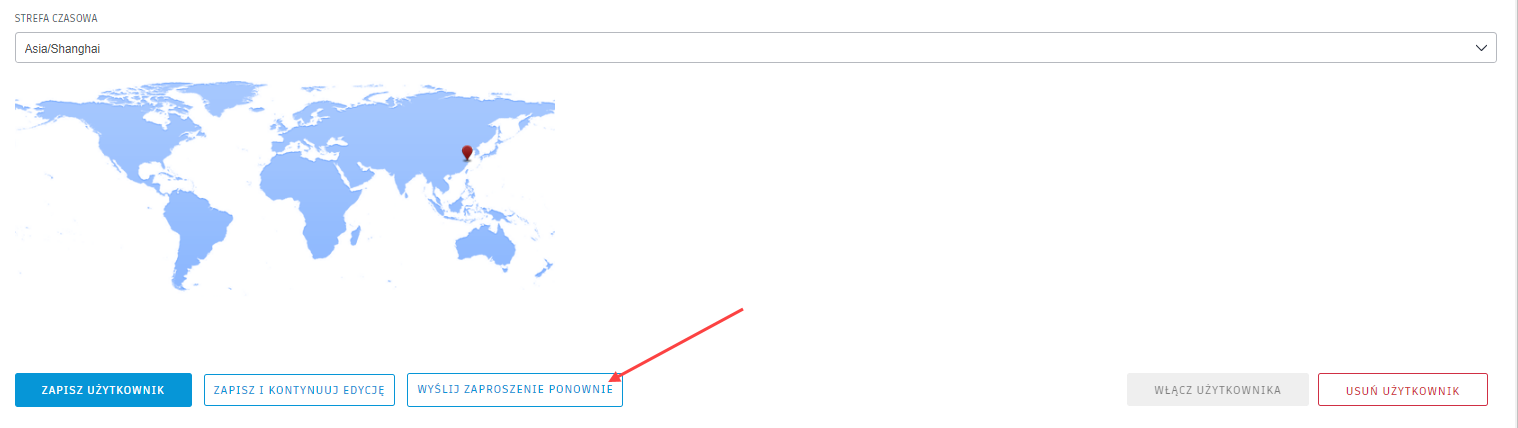 STREFA CZASOWA
Asia/Shanghai
ZAPISZ UŻYTKOWNIK
ZAPISZ I KONTYNUUJ EDYCJĘ
WYŚLIJ ZAPROSZENIE PONOWNIE
WŁĄCZ UŻYTKOWNIKA
USUŃ UŻYTKOWNIK